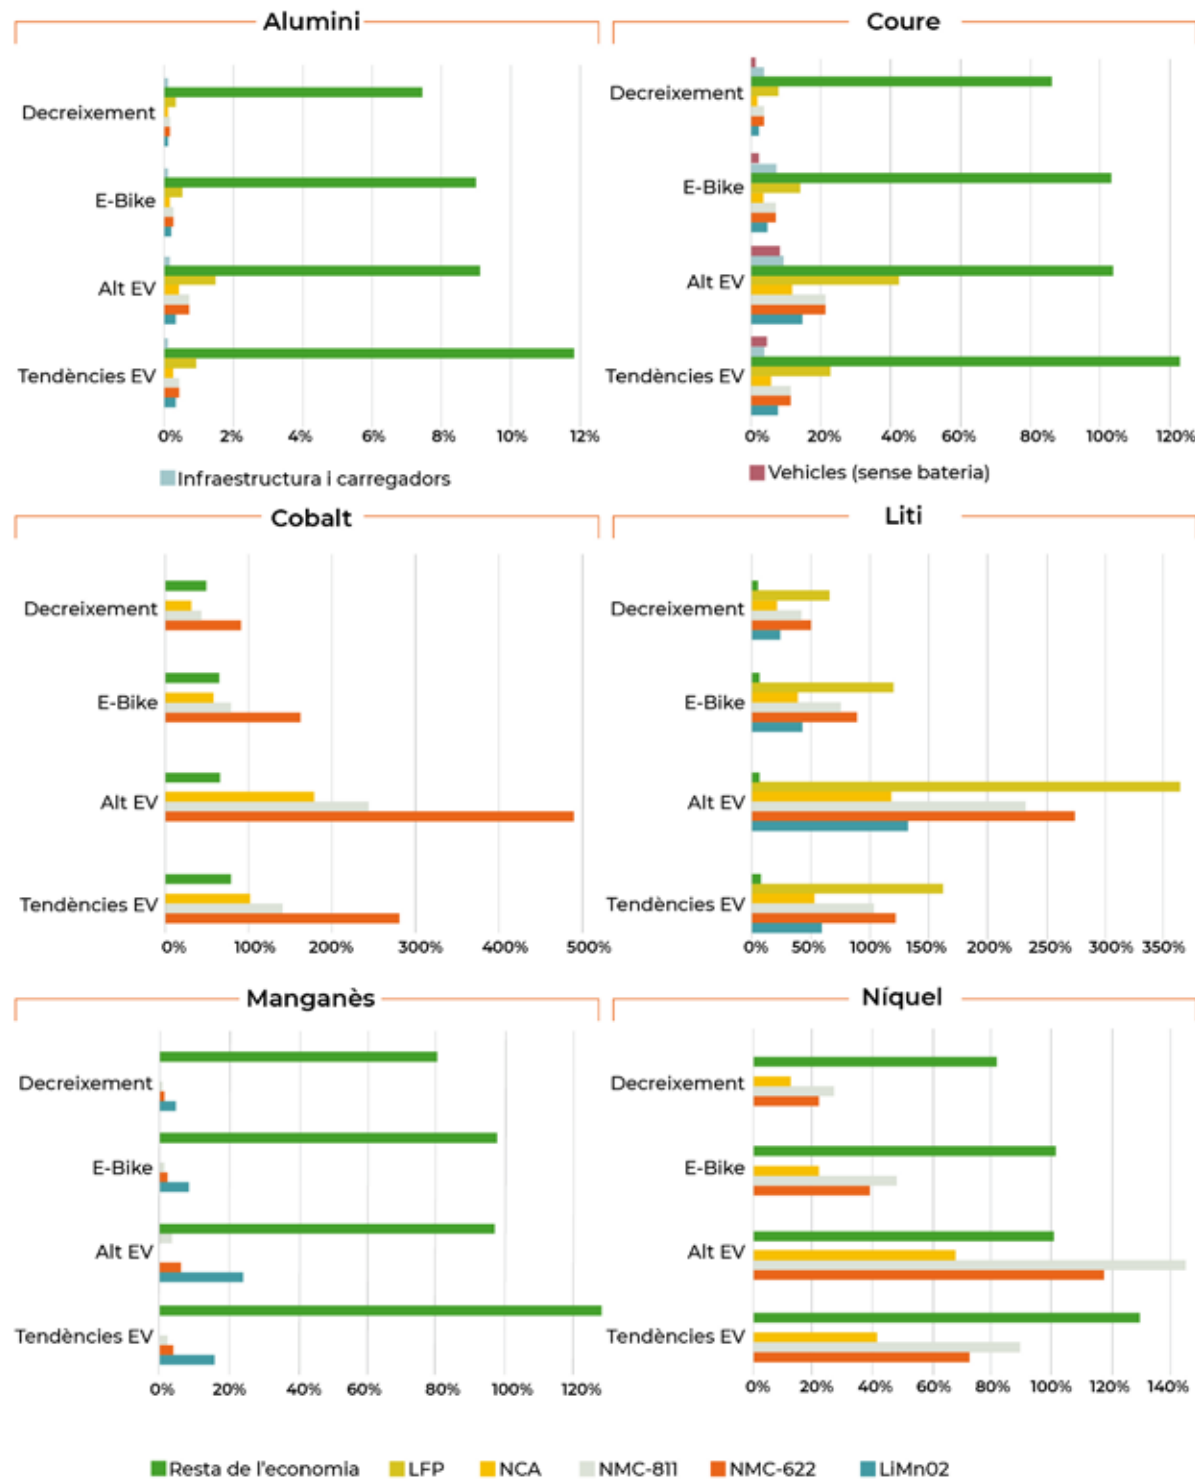 Alumini
Coure
Decreixement
E-Bike
Alt EV
Tendències EV
0% 2% 4% 6% 8% 10% 12%
Infraestructura i carregadors
Decreixement
E-Bike
Alt EV
Tendències EV
0% 20% 40% 60% 80% 100% 120%
Vehicles (sense bateria)
Cobalt
Liti
Decreixement
E-Bike
Alt EV
Tendències EV
0% 100% 200% 300% 400% 500%
Decreixement
E-Bike
Alt EV
Tendències EV
0% 50% 100% 150% 200% 250% 300% 350%
Manganès
Níquel
Decreixement
E-Bike
Alt EV
Tendències EV
0% 20% 40% 60% 80% 100% 120%
Decreixement
E-Bike
Alt EV
Tendències EV
0% 20% 40% 60% 80% 100% 120% 140%
Resta de l'economia LFP NCA NMC-811 NMC-622 LiMn02